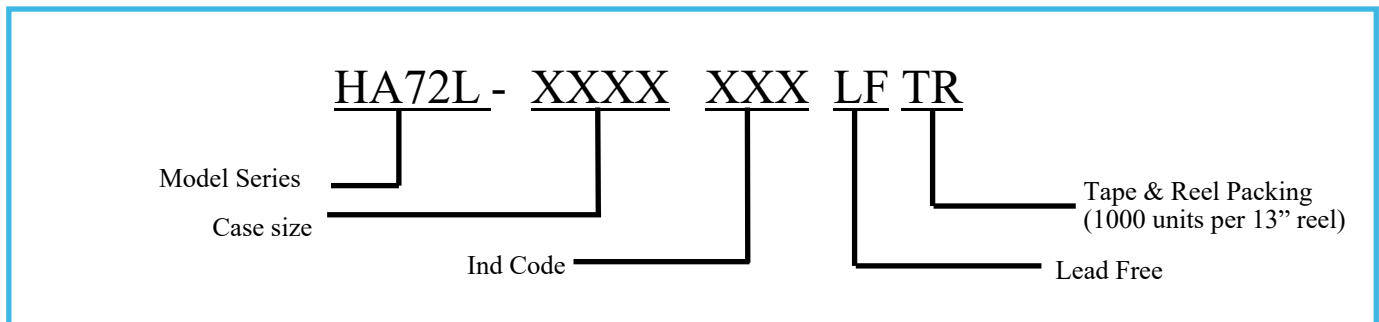 HA72L - XXXX XXX LF TR
Model Series
Tape & Reel Packing
(1000 units per 13” reel)
Case size
Ind Code
Lead Free